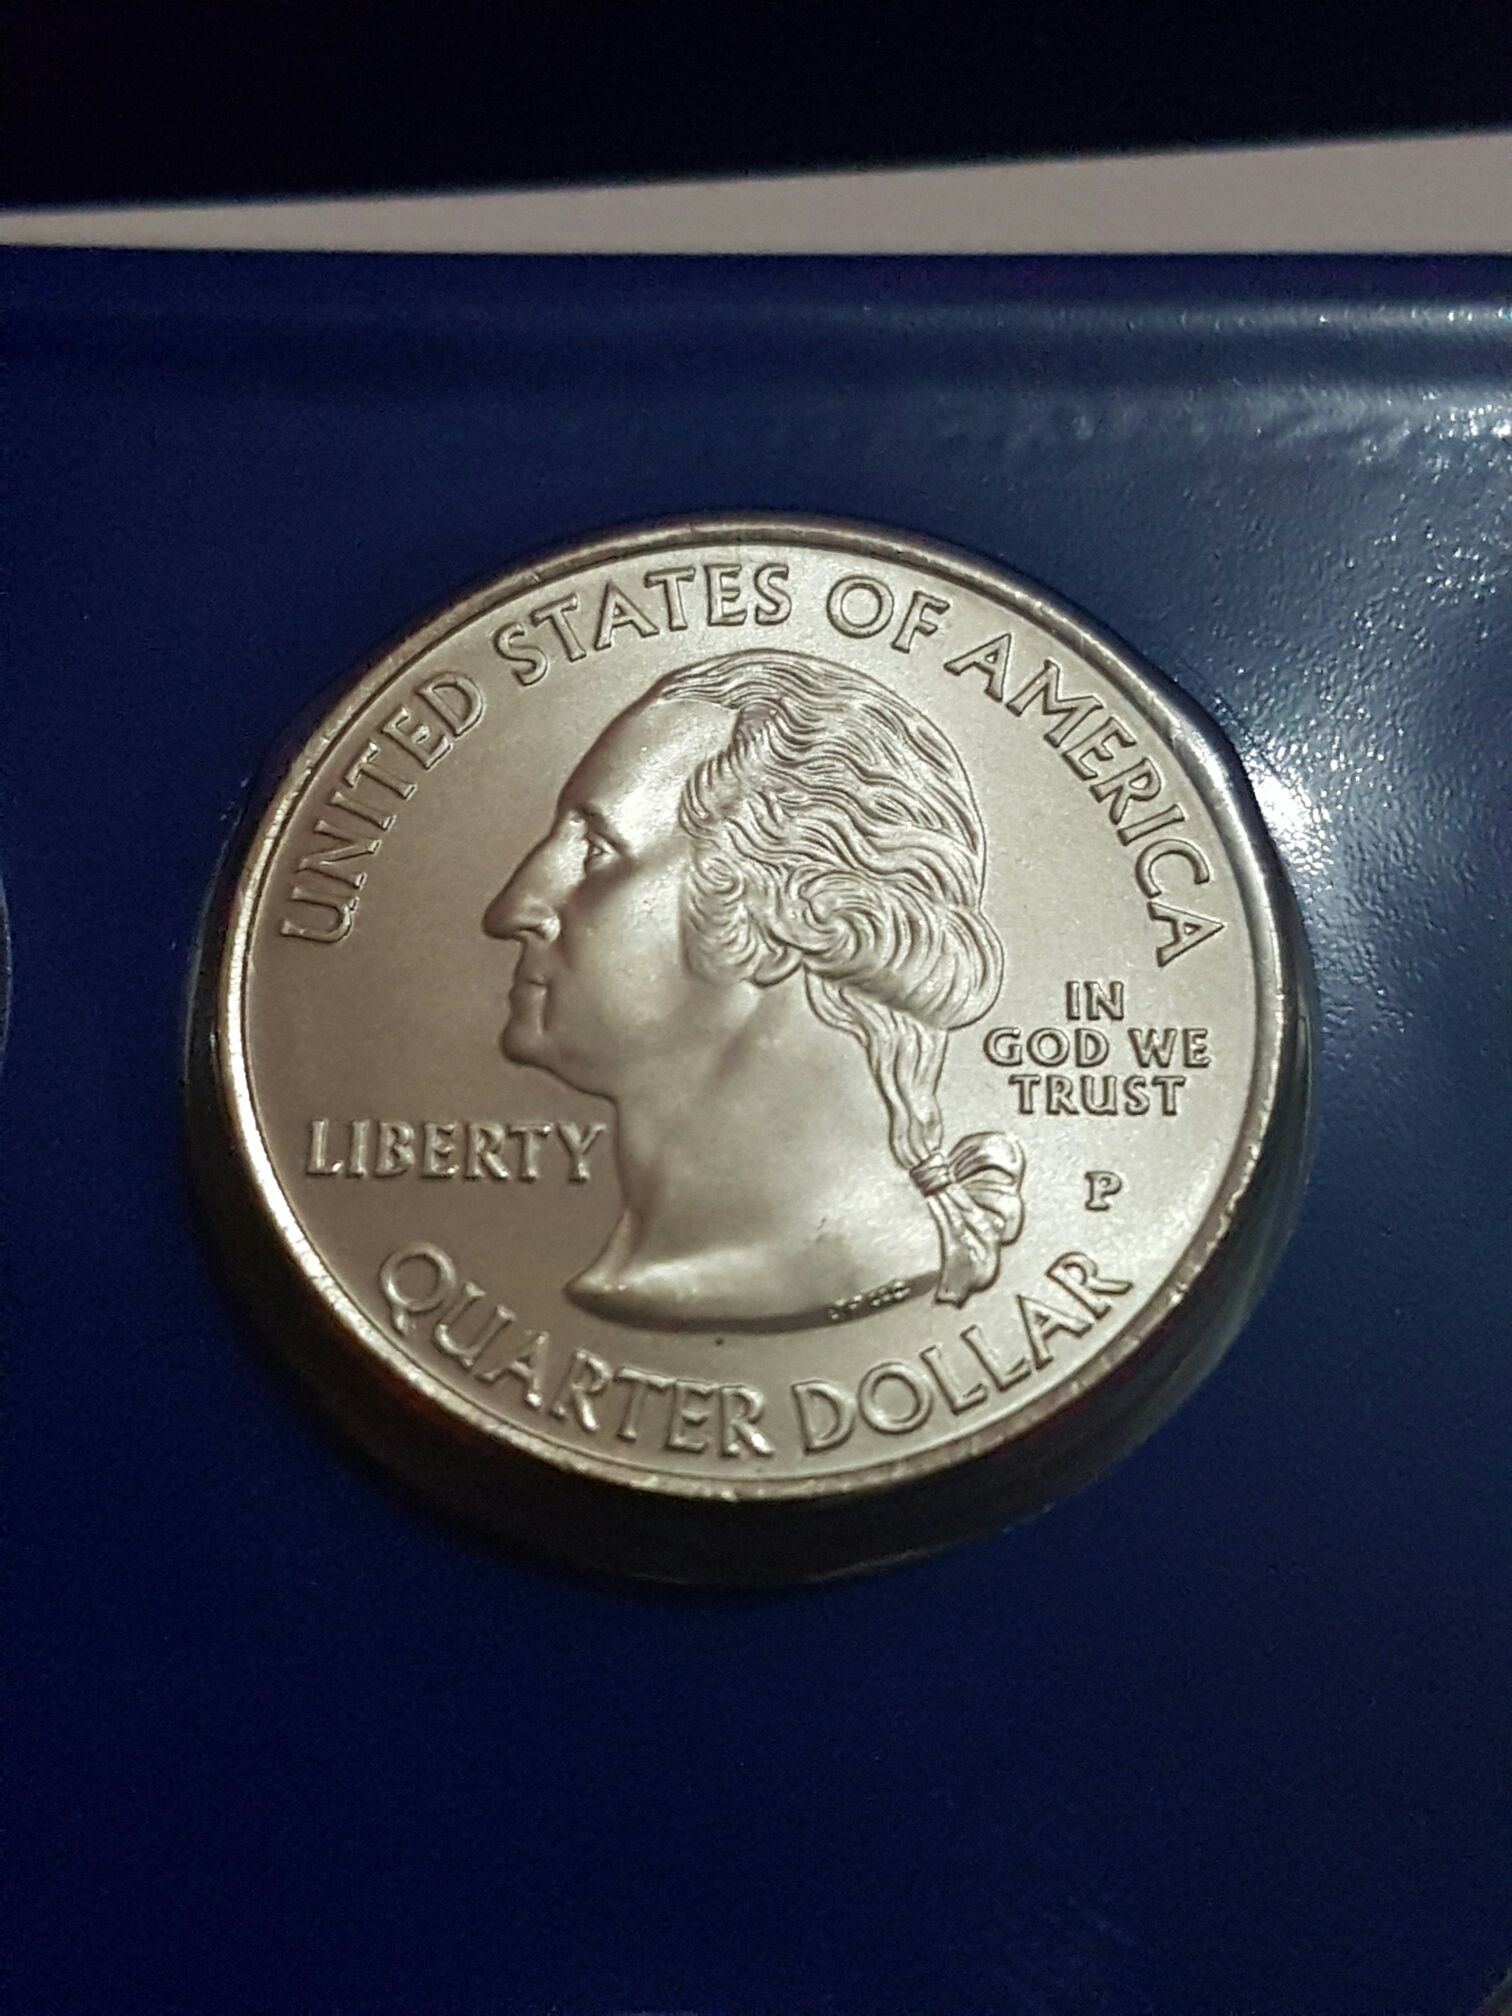 UNITED STATES OF AMERICA
IN
GOD WE
TRUST
LIBERTY
P
QUARTER DOLLAR